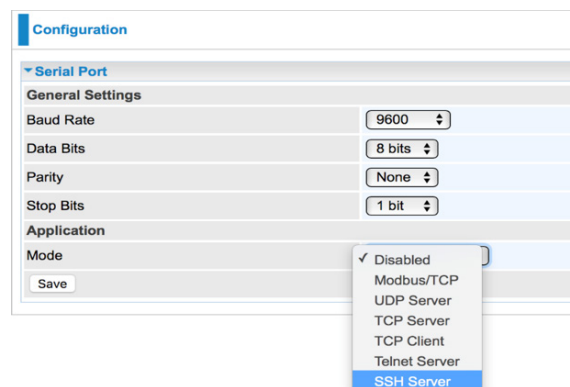 Configuration
Serial Port
General Settings
Baud Rate 9600
Data Bits 8 bits
Parity None
Stop Bits 1 bit
Application
Mode
✓ Disabled
Save
Modbus/TCP
UDP Server
TCP Server
TCP Client
Telnet Server
SSH Server